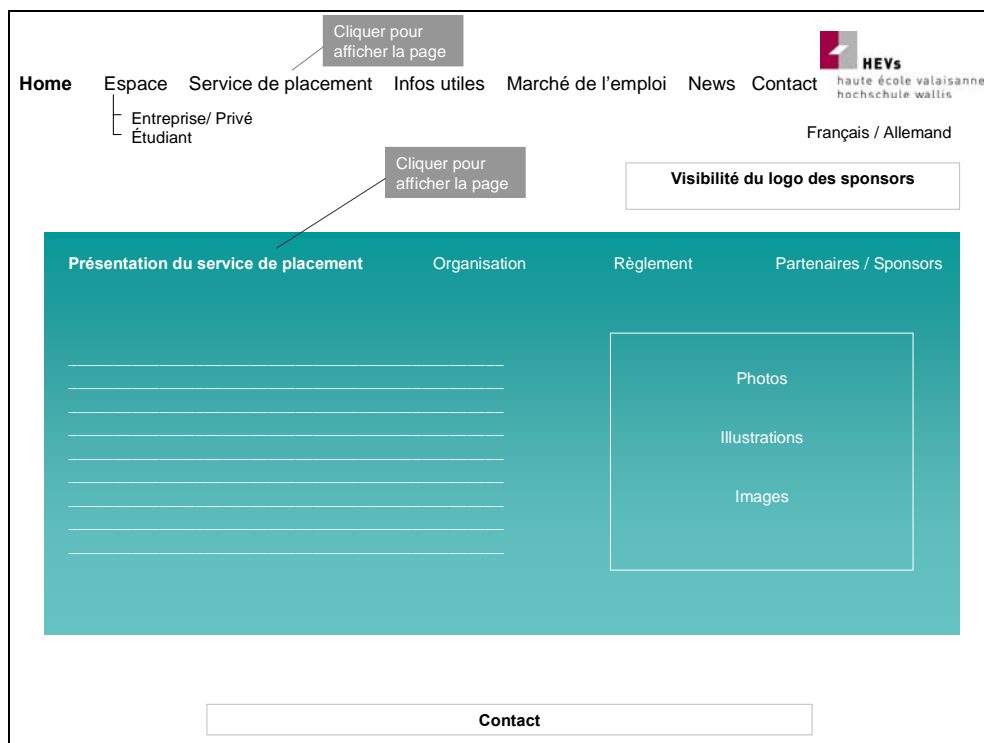 Cliquer pour
afficher la page
HEVs
haute école valaisanne
hochschule wallis
Home Espace Service de placement Infos utiles Marché de l'emploi News Contact
Entreprise/ Privé
Étudiant
Français / Allemand
Cliquer pour
afficher la page
Visibilité du logo des sponsors
Présentation du service de placement Organisation Règlement Partenaires / Sponsors
Photos
Illustrations
Images
Contact